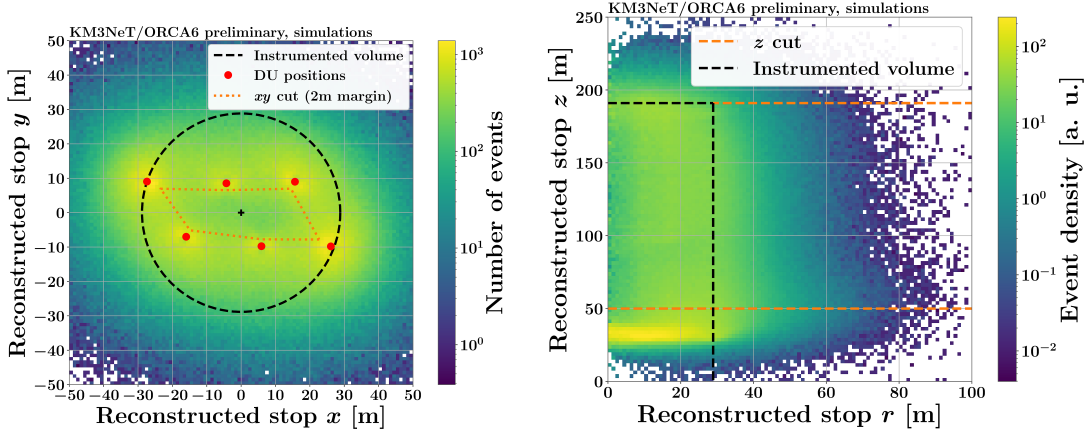 KM3NeT/ORCA6 preliminary, simulations
Instrumented volume
DU positions
xy cut (2m margin)
Reconstructed stop y [m]
50
40
30
20
10
0
−10
−20
−30
−40
−50
−50 −40 −30 −20 −10 0 10 20 30 40 50
Reconstructed stop x [m]
10³
10²
10¹
10⁰
Number of events
KM3NeT/ORCA6 preliminary, simulations
z cut
Instrumented volume
Reconstructed stop z [m]
250
200
150
100
50
0
0 20 40 60 80 100
Reconstructed stop r [m]
10²
10¹
10⁰
10⁻¹
10⁻²
Event density [a. u.]